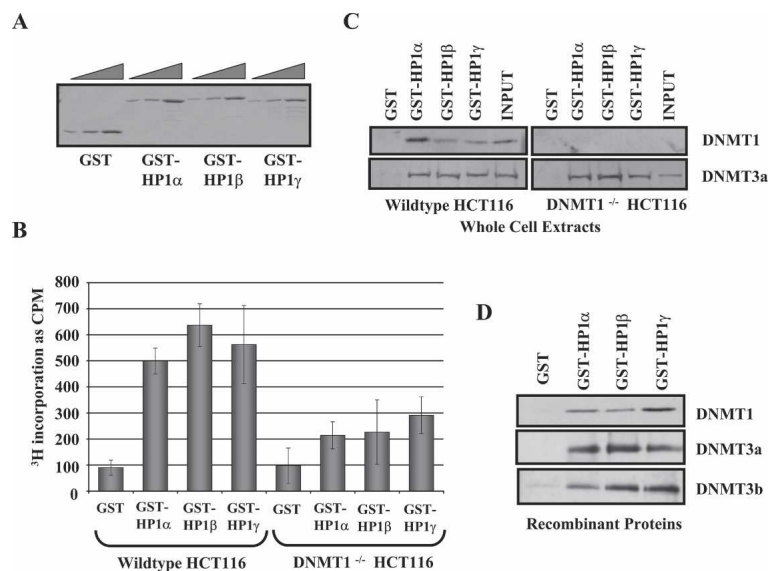 A
GST
GST-HP1α
GST-HP1β
GST-HP1γ
B
³H incorporation as CPM
800
700
600
500
400
300
200
100
0
GST
GST-HP1α
GST-HP1β
GST-HP1γ
GST
GST-HP1α
GST-HP1β
GST-HP1γ
Wildtype HCT116
DNMT1 -/- HCT116
C
GST
GST-HP1α
GST-HP1β
GST-HP1γ
INPUT
GST
GST-HP1α
GST-HP1β
GST-HP1γ
INPUT
DNMT1
DNMT3a
Wildtype HCT116
DNMT1 -/- HCT116
Whole Cell Extracts
D
GST
GST-HP1α
GST-HP1β
GST-HP1γ
DNMT1
DNMT3a
DNMT3b
Recombinant Proteins